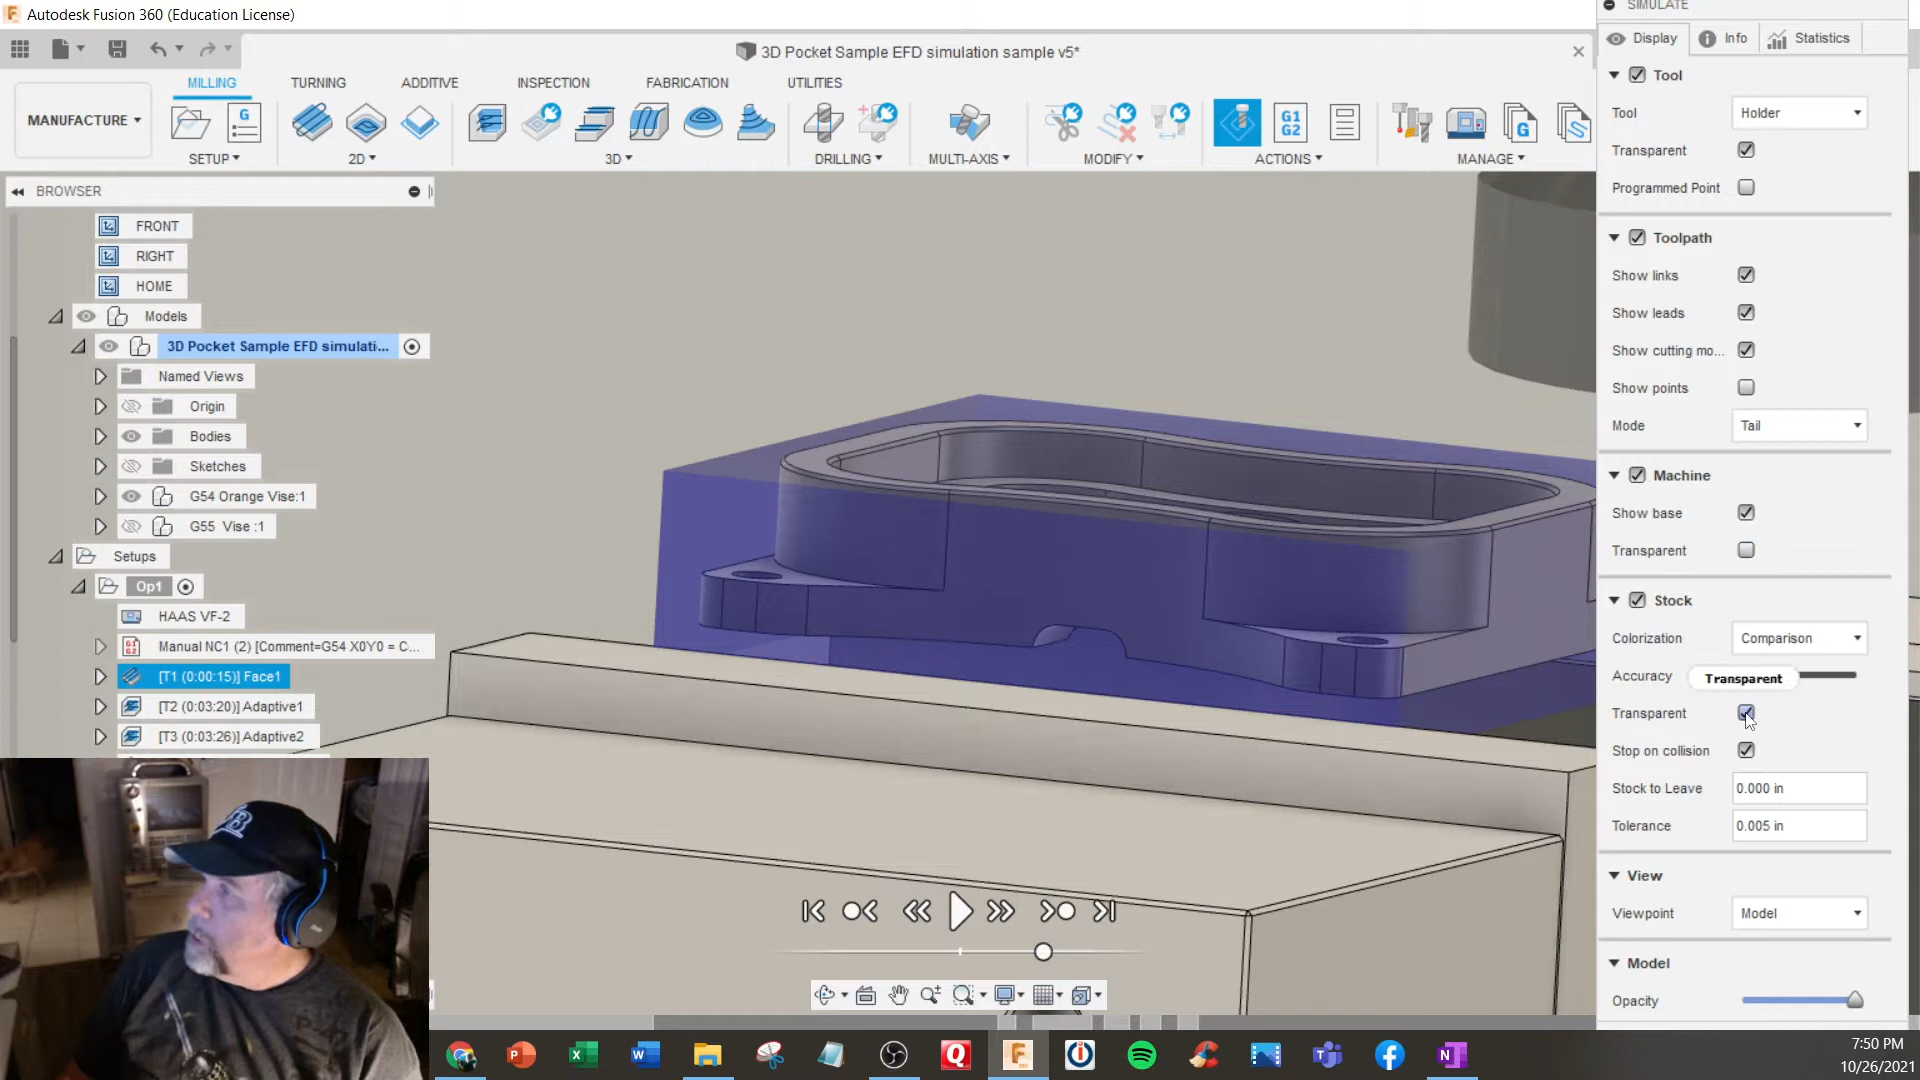 Autodesk Fusion 360 (Education License)
3D Pocket Sample EFD simulation sample v5*
MANUFACTURE
MILLING
TURNING
ADDITIVE
INSPECTION
FABRICATION
UTILITIES
SETUP
2D
3D
DRILLING
MULTI-AXIS
MODIFY
ACTIONS
MANAGE
G1
G2
BROWSER
FRONT
RIGHT
HOME
Models
3D Pocket Sample EFD simulati...
Named Views
Origin
Bodies
Sketches
G54 Orange Vise:1
G55 Vise :1
Setups
Op1
HAAS VF-2
Manual NC1 (2) [Comment=G54 X0Y0 = C...
[T1 (0:00:15)] Face1
[T2 (0:03:20)] Adaptive1
[T3 (0:03:26)] Adaptive2
SIMULATE
Display
Info
Statistics
Tool
Tool
Holder
Transparent
Programmed Point
Toolpath
Show links
Show leads
Show cutting mo...
Show points
Mode
Tail
Machine
Show base
Transparent
Stock
Colorization
Comparison
Accuracy
Transparent
Transparent
Stop on collision
Stock to Leave
0.000 in
Tolerance
0.005 in
View
Viewpoint
Model
Model
Opacity
7:50 PM
10/26/2021